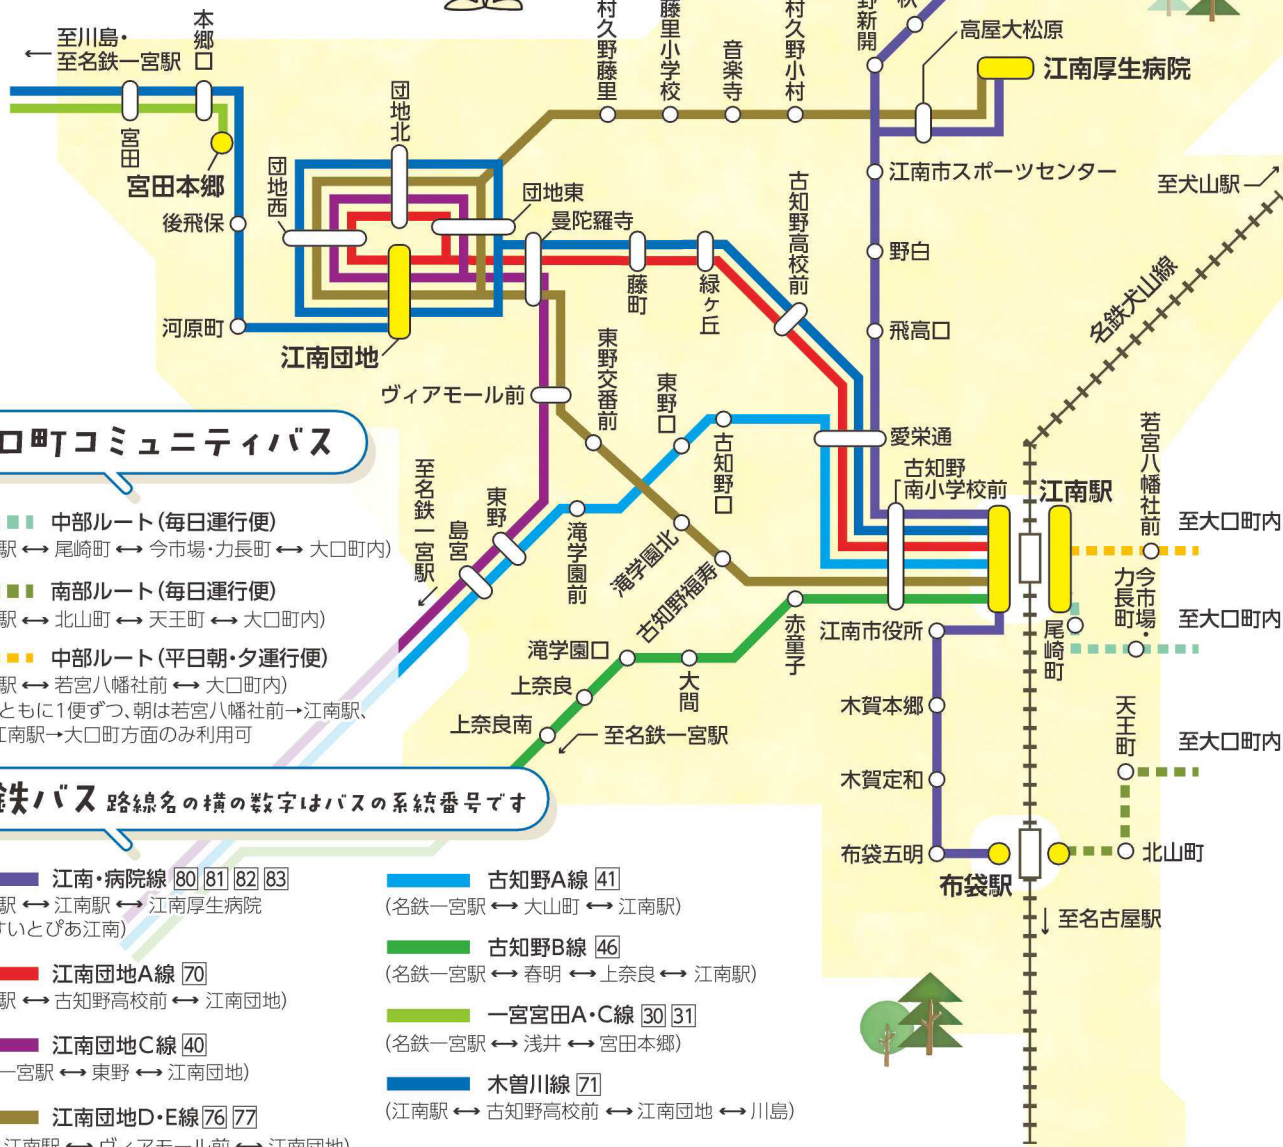 村久野藤里
藤里小学校
音楽寺
村久野小村
野新開
高屋大松原
江南厚生病院
←至川島・
至名鉄一宮駅
本郷口
宮田
宮田本郷
後飛保
河原町
団地北
団地西
団地東
曼陀羅寺
江南団地
藤町
緑ヶ丘
古知野高校前
江南市スポーツセンター
野白
飛高口
至犬山駅
名鉄犬山線
ヴィアモール前
東野交番前
東野口
古知野口
愛栄通
古知野
南小学校前
江南駅
若宮八幡社前
至大口町内
口町コミュニティバス
至名鉄一宮駅
島宮
東野
滝学園前
滝学園北
古知野福寿
赤童子
江南市役所
尾崎町
今市場・
力長町
至大口町内
滝学園口
大間
上奈良
上奈良南
至名鉄一宮駅
木賀本郷
木賀定和
布袋五明
布袋駅
天王町
至大口町内
北山町
↓至名古屋駅
中部ルート(毎日運行便)
駅↔尾崎町↔今市場・力長町↔大口町内)
南部ルート(毎日運行便)
駅↔北山町↔天王町↔大口町内)
中部ルート(平日朝・夕運行便)
駅↔若宮八幡社前↔大口町内)
ともに1便ずつ、朝は若宮八幡社前→江南駅、
江南駅→大口町方面のみ利用可
鉄バス 路線名の横の数字はバスの系統番号です
江南・病院線 80 81 82 83
駅↔江南駅↔江南厚生病院
すいとぴあ江南)
江南団地A線 70
駅↔古知野高校前↔江南団地)
江南団地C線 40
一宮駅↔東野↔江南団地)
江南団地D・E線 76 77
江南駅↔ヴィアモール前↔江南団地)
古知野A線 41
(名鉄一宮駅↔大山町↔江南駅)
古知野B線 46
(名鉄一宮駅↔春明↔上奈良↔江南駅)
一宮宮田A・C線 30 31
(名鉄一宮駅↔浅井↔宮田本郷)
木曽川線 71
(江南駅↔古知野高校前↔江南団地↔川島)